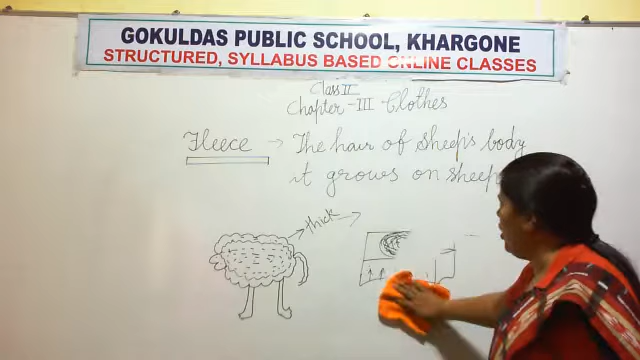 GOKULDAS PUBLIC SCHOOL, KHARGONE
STRUCTURED, SYLLABUS BASED ONLINE CLASSES
Class II
Chapter - III - Clothes
Fleece → The hair of sheep's body
it grows on sheep
thick